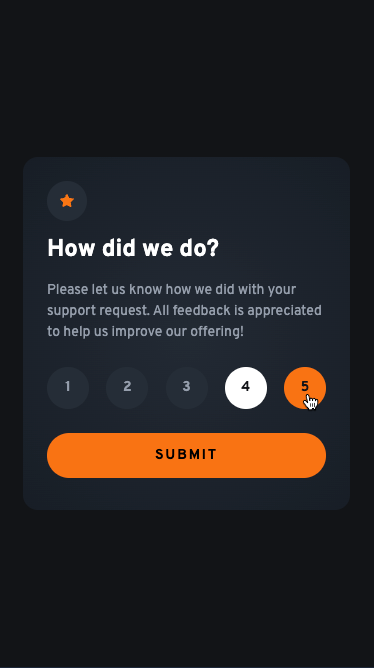 How did we do?
Please let us know how we did with your
support request. All feedback is appreciated
to help us improve our offering!
1 2 3 4 5
SUBMIT